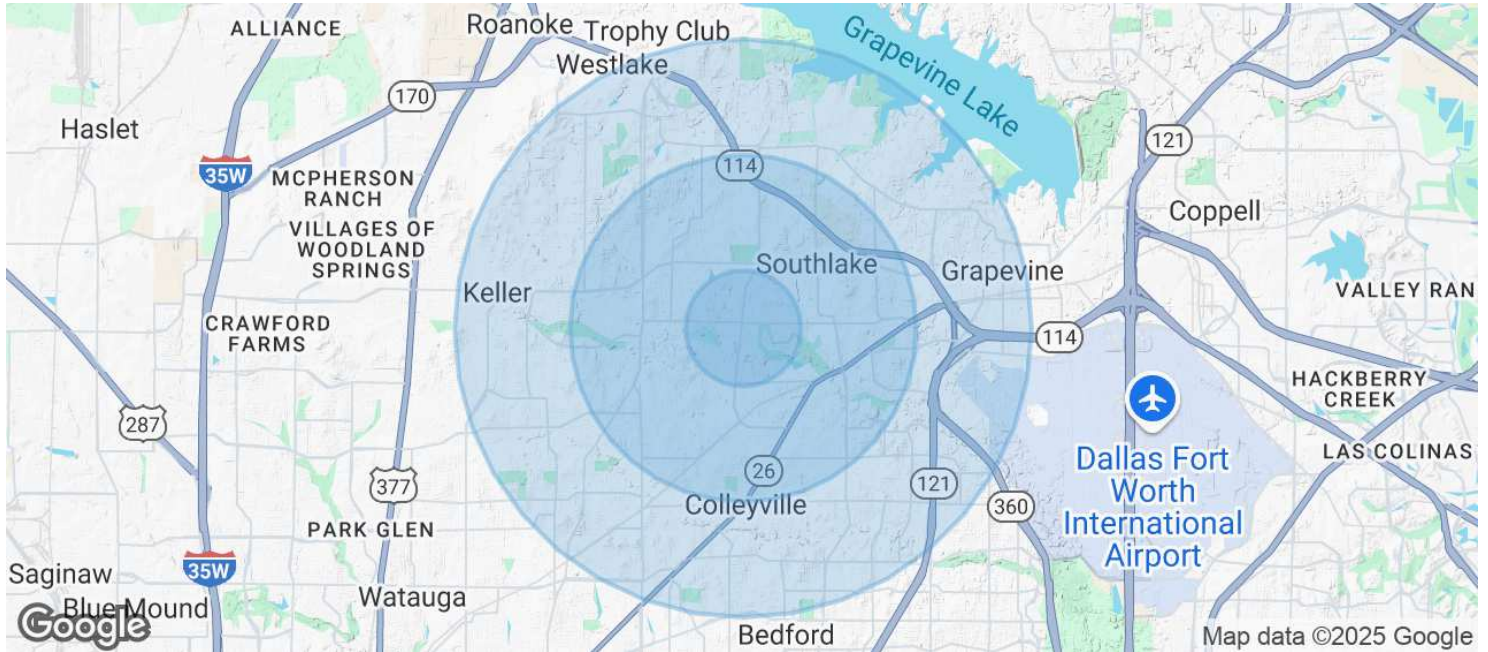 ALLIANCE
Roanoke
Trophy Club
Westlake
Grapevine Lake
170
Haslet
121
35W
114
MCPHERSON
RANCH
Coppell
VILLAGES OF
WOODLAND
SPRINGS
Southlake
Grapevine
Keller
VALLEY RAN
CRAWFORD
FARMS
114
HACKBERRY
CREEK
287
26
LAS COLINAS
377
121
Dallas Fort
Worth
International
Airport
Colleyville
360
PARK GLEN
35W
Saginaw
Blue Mound
Watauga
Google
Bedford
Map data ©2025 Google